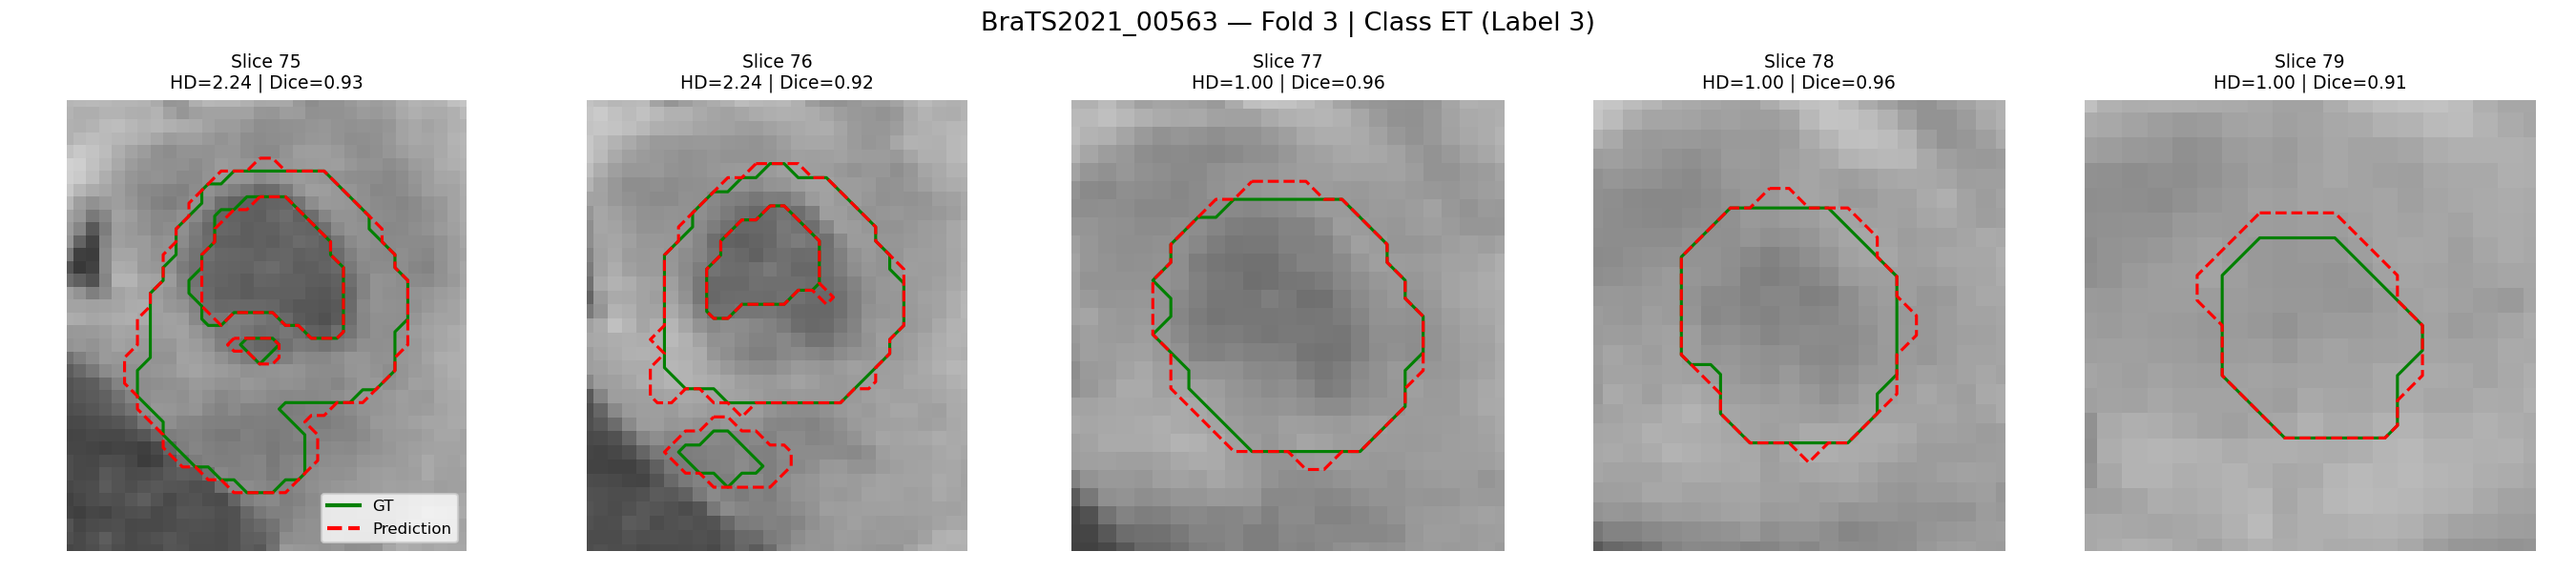 BraTS2021_00563 — Fold 3 | Class ET (Label 3)
Slice 75
HD=2.24 | Dice=0.93
Slice 76
HD=2.24 | Dice=0.92
Slice 77
HD=1.00 | Dice=0.96
Slice 78
HD=1.00 | Dice=0.96
Slice 79
HD=1.00 | Dice=0.91
GT
Prediction